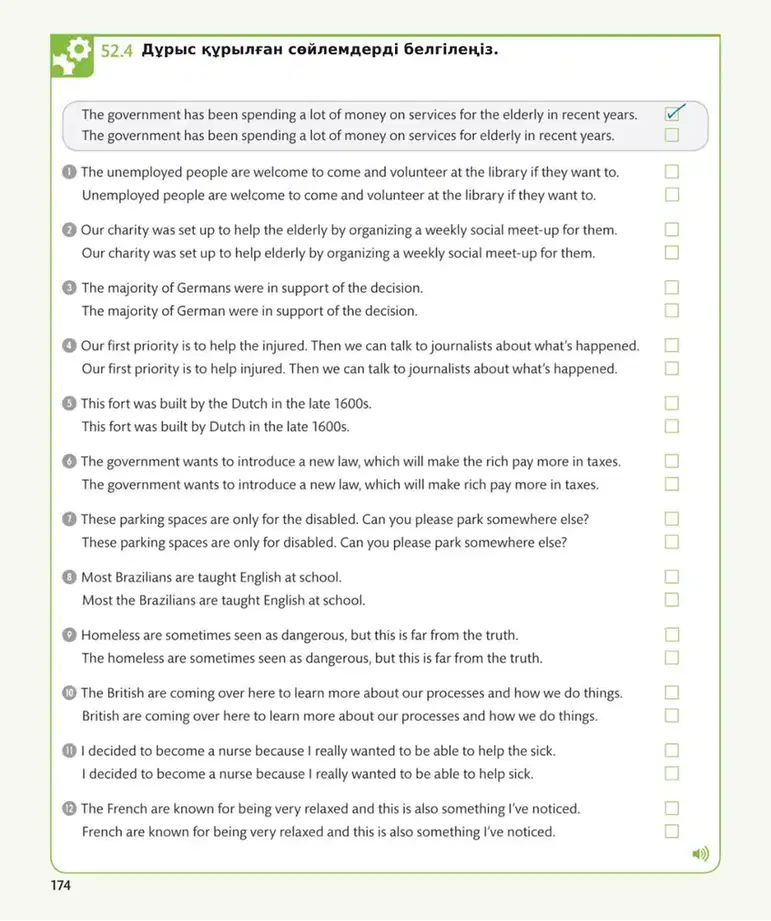 52.4 Дұрыс құрылған сөйлемдерді белгілеңіз.
The government has been spending a lot of money on services for the elderly in recent years.
The government has been spending a lot of money on services for elderly in recent years.
1 The unemployed people are welcome to come and volunteer at the library if they want to.
Unemployed people are welcome to come and volunteer at the library if they want to.
2 Our charity was set up to help the elderly by organizing a weekly social meet-up for them.
Our charity was set up to help elderly by organizing a weekly social meet-up for them.
3 The majority of Germans were in support of the decision.
The majority of German were in support of the decision.
4 Our first priority is to help the injured. Then we can talk to journalists about what's happened.
Our first priority is to help injured. Then we can talk to journalists about what's happened.
5 This fort was built by the Dutch in the late 1600s.
This fort was built by Dutch in the late 1600s.
6 The government wants to introduce a new law, which will make the rich pay more in taxes.
The government wants to introduce a new law, which will make rich pay more in taxes.
7 These parking spaces are only for the disabled. Can you please park somewhere else?
These parking spaces are only for disabled. Can you please park somewhere else?
8 Most Brazilians are taught English at school.
Most the Brazilians are taught English at school.
9 Homeless are sometimes seen as dangerous, but this is far from the truth.
The homeless are sometimes seen as dangerous, but this is far from the truth.
10 The British are coming over here to learn more about our processes and how we do things.
British are coming over here to learn more about our processes and how we do things.
11 I decided to become a nurse because I really wanted to be able to help the sick.
I decided to become a nurse because I really wanted to be able to help sick.
12 The French are known for being very relaxed and this is also something I've noticed.
French are known for being very relaxed and this is also something I've noticed.
174